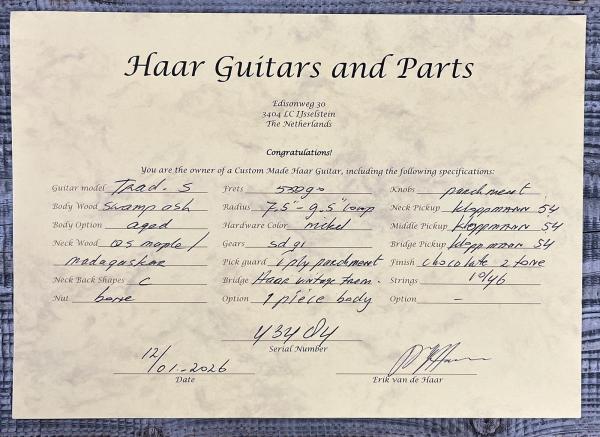 Haar Guitars and Parts
Edisonweg 30
3404 LC IJsselstein
The Netherlands
Congratulations!
You are the owner of a Custom Made Haar Guitar, including the following specifications:
Guitar model Trad. S Frets 55090 Knobs parchment
Body Wood Swamp ash Radius 7.5"-9.5" comp Neck Pickup Kloppmann 54
Body Option aged Hardware Color nickel Middle Pickup Kloppmann 54
Neck Wood QS maple/ Gears sdg1 Bridge Pickup Kloppmann 54
madagaskar Pick guard 1 ply parchment Finish chocolate 2 tone
Neck Back Shapes C Bridge Haar vintage trem. Strings 10/46
Nut bone Option 1 piece body Option -
Serial Number
12/01-2026
Date Erik van de Haar